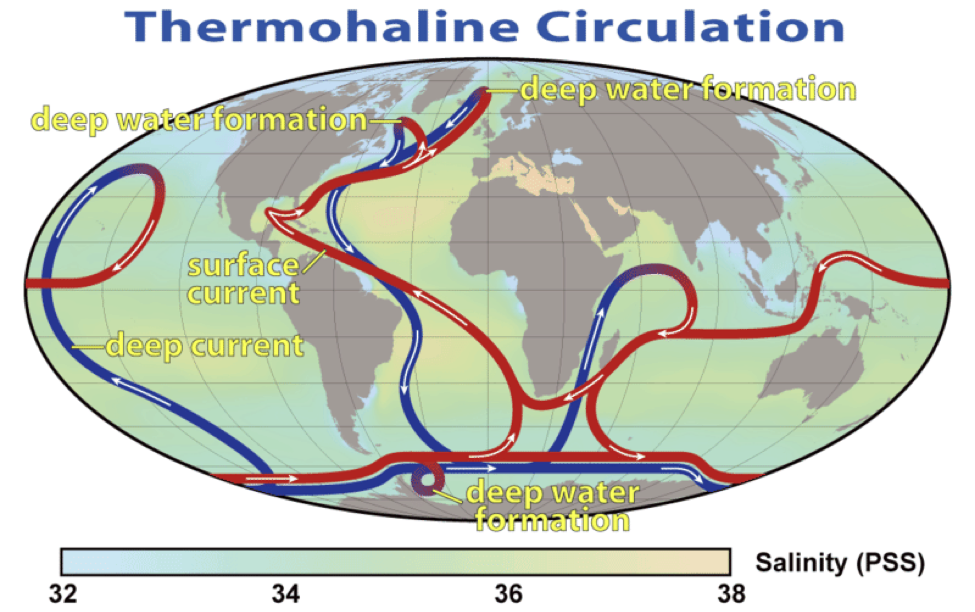 Thermohaline Circulation
deep water formation
deep water formation
surface
current
deep current
deep water
formation
Salinity (PSS)
32 34 36 38